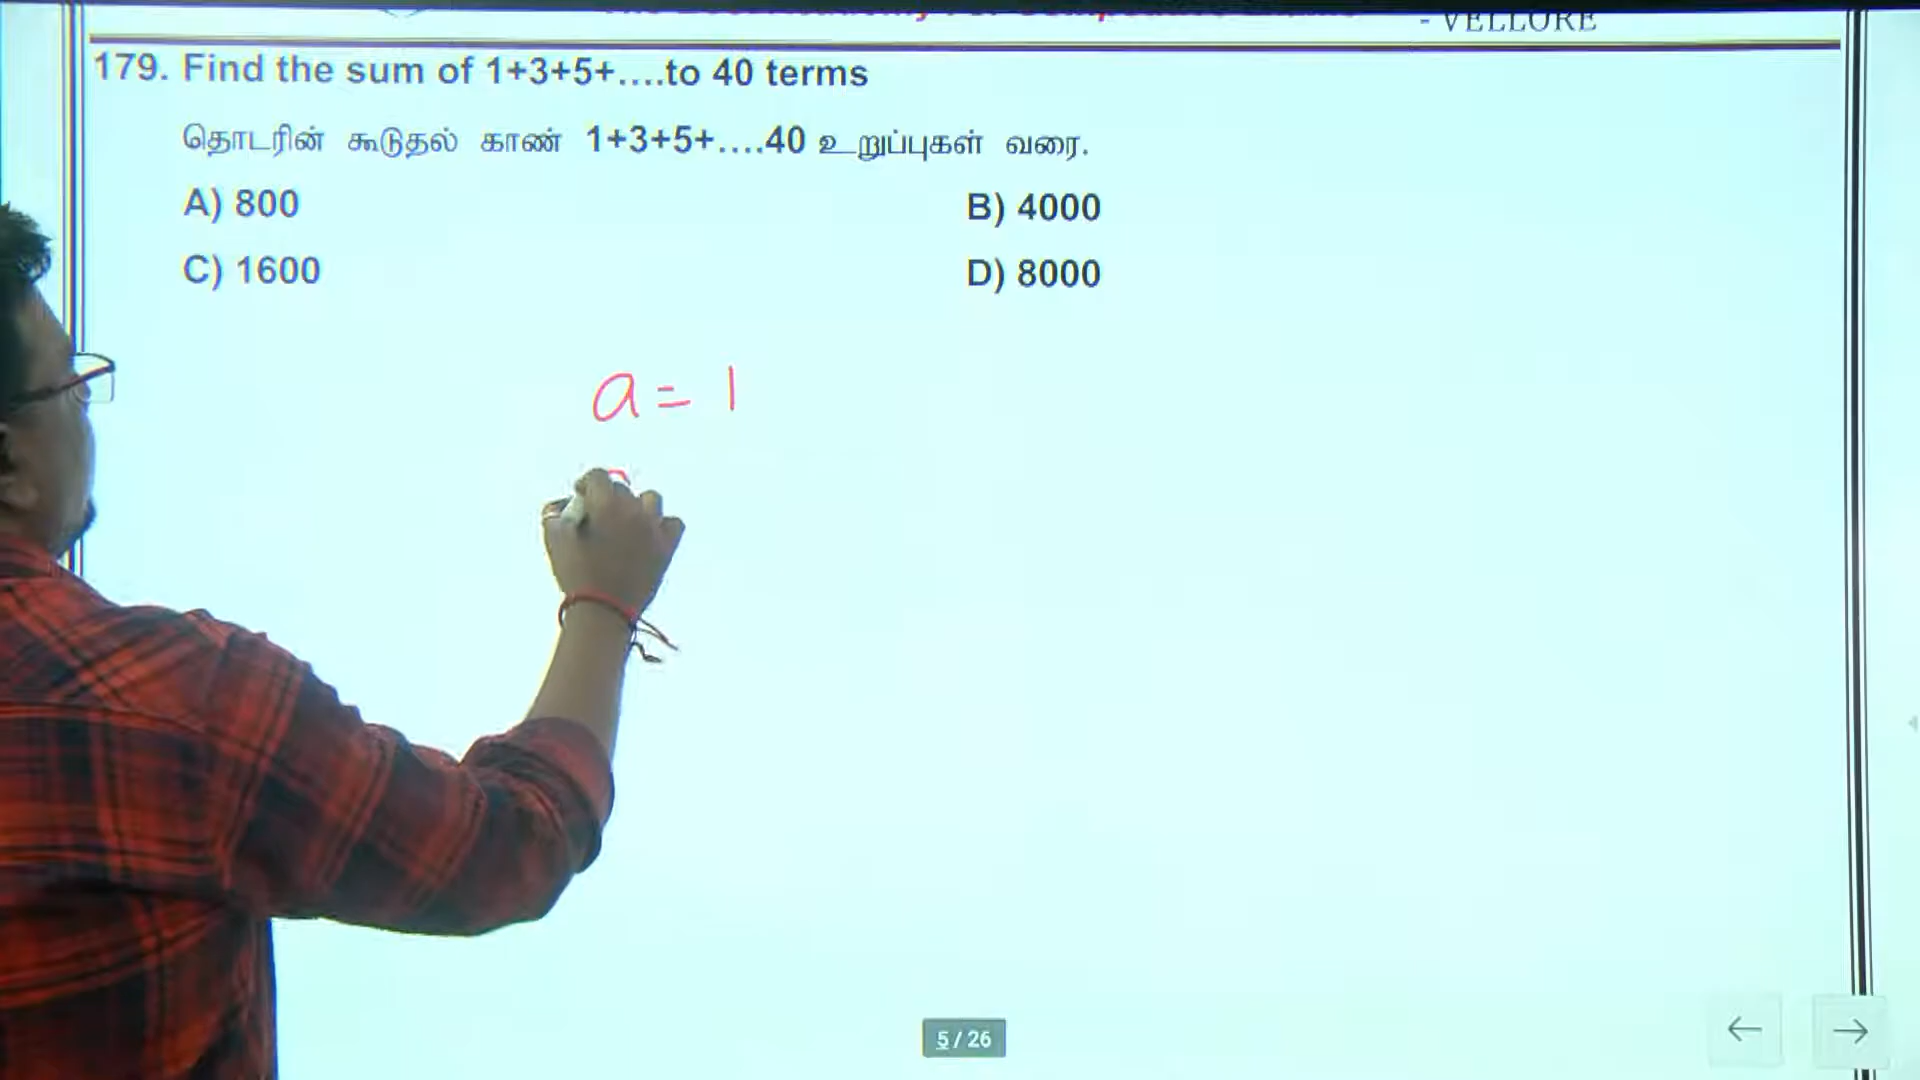 - VELLORE
179. Find the sum of 1+3+5+....to 40 terms
தொடரின் கூடுதல் காண் 1+3+5+....40 உறுப்புகள் வரை.
A) 800
B) 4000
C) 1600
D) 8000
a = 1
5 / 26